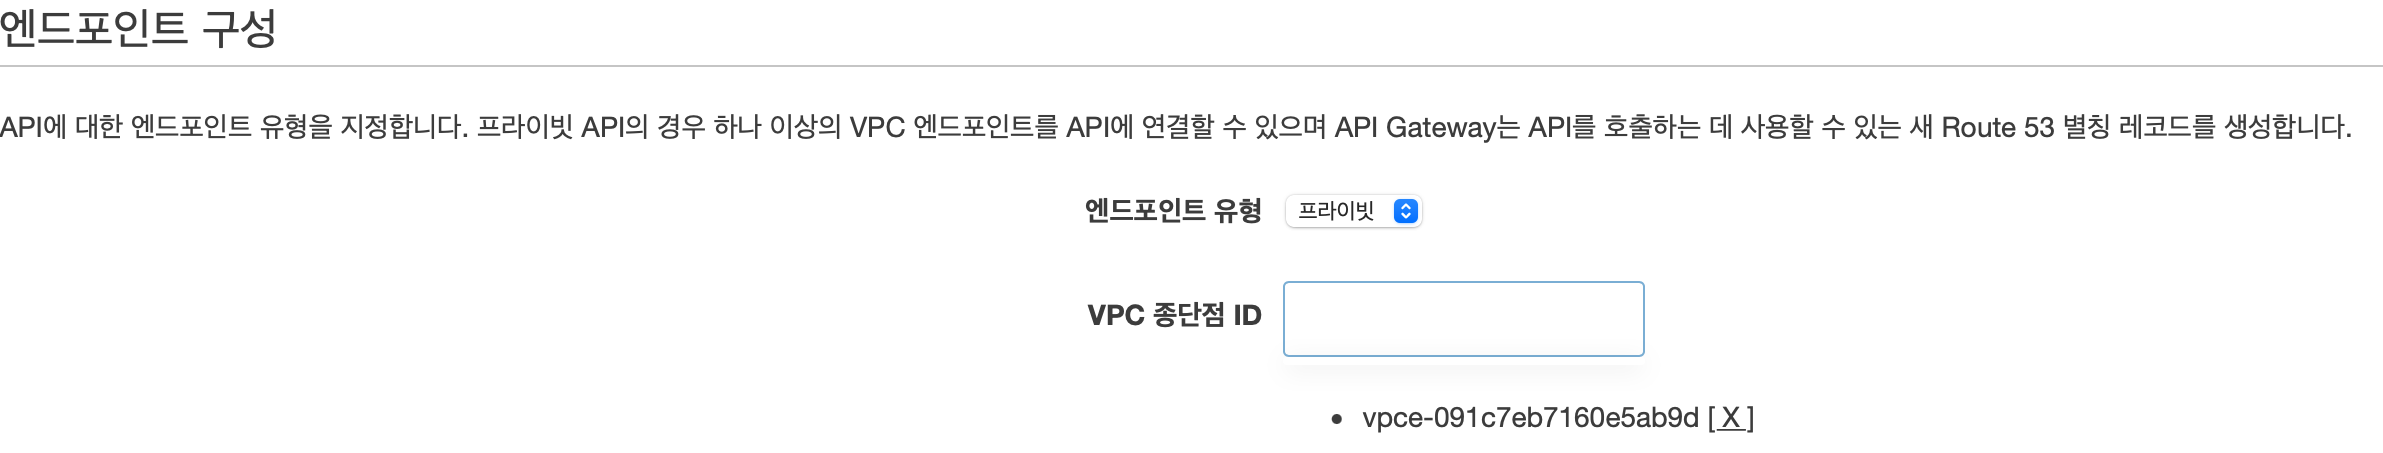 엔드포인트 구성
API에 대한 엔드포인트 유형을 지정합니다. 프라이빗 API의 경우 하나 이상의 VPC 엔드포인트를 API에 연결할 수 있으며 API Gateway는 API를 호출하는 데 사용할 수 있는 새 Route 53 별칭 레코드를 생성합니다.
엔드포인트 유형 프라이빗
VPC 종단점 ID
• vpce-091c7eb7160e5ab9d [ X ]